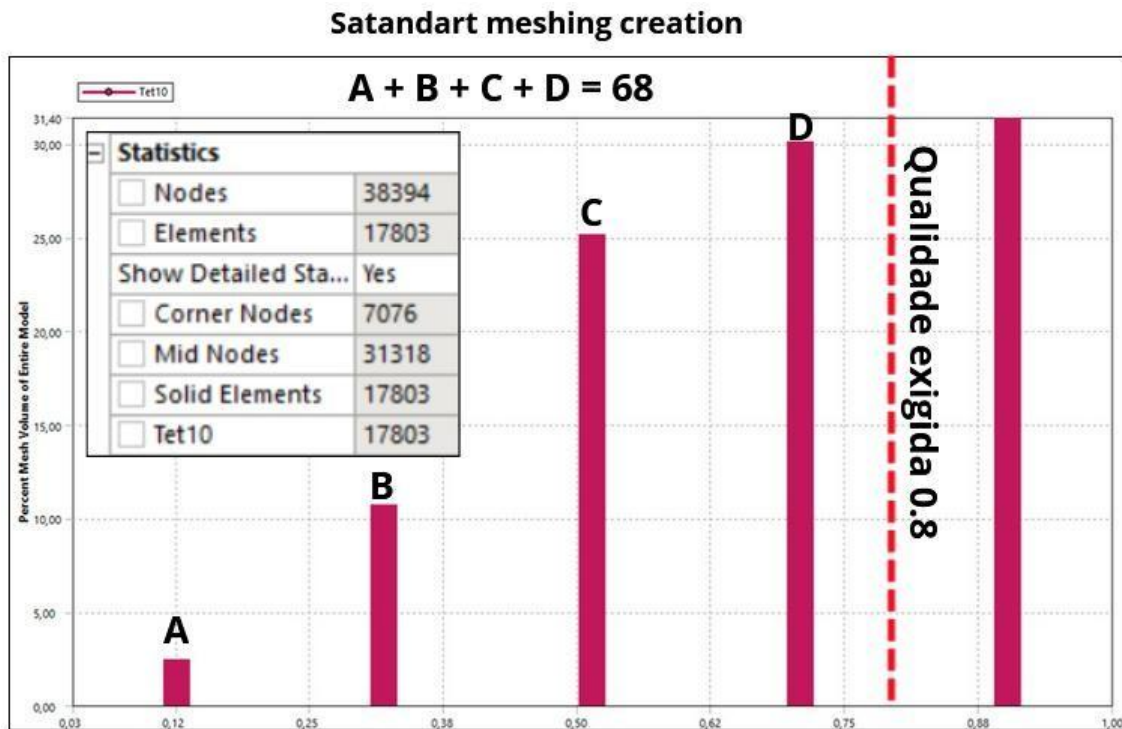 Satandart meshing creation
Tet10
A + B + C + D = 68
31,40
30,00
25,00
20,00
15,00
10,00
5,00
0,00
Percent Mesh Volume of Entire Model
Statistics
Nodes 38394
Elements 17803
Show Detailed Sta... Yes
Corner Nodes 7076
Mid Nodes 31318
Solid Elements 17803
Tet10 17803
A
B
C
D
Qualidade exigida 0.8
0,03 0,12 0,25 0,38 0,50 0,62 0,75 0,88 1,00